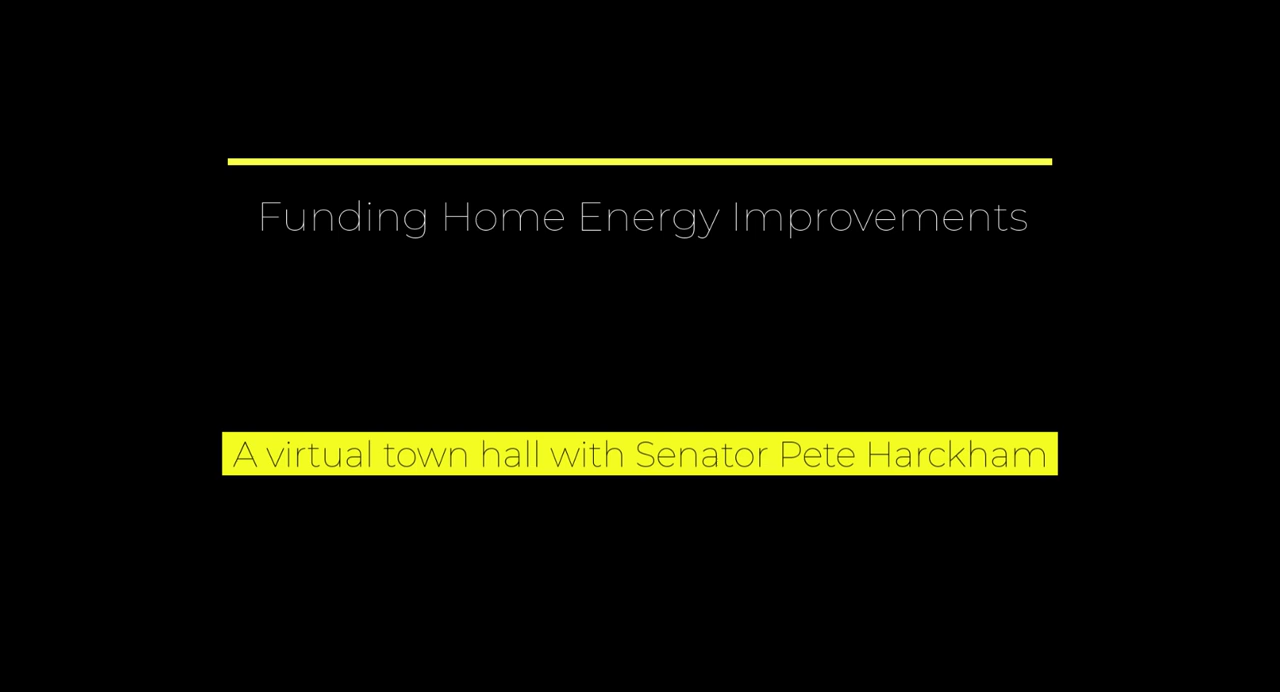 Funding Home Energy Improvements
A virtual town hall with Senator Pete Harckham